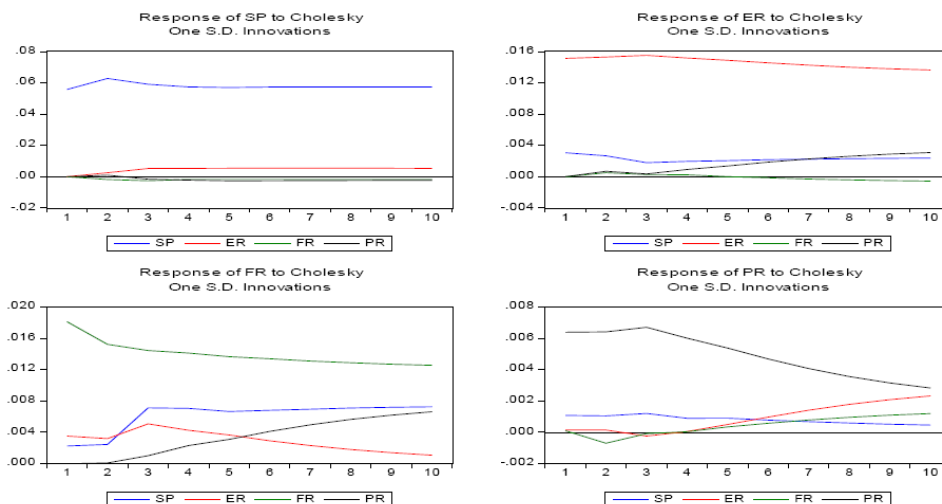 Response of SP to Cholesky
One S.D. Innovations
.08
.06
.04
.02
.00
-.02
1 2 3 4 5 6 7 8 9 10
SP ER FR PR
Response of ER to Cholesky
One S.D. Innovations
.016
.012
.008
.004
.000
-.004
1 2 3 4 5 6 7 8 9 10
SP ER FR PR
Response of FR to Cholesky
One S.D. Innovations
.020
.016
.012
.008
.004
.000
1 2 3 4 5 6 7 8 9 10
SP ER FR PR
Response of PR to Cholesky
One S.D. Innovations
.008
.006
.004
.002
.000
-.002
1 2 3 4 5 6 7 8 9 10
SP ER FR PR